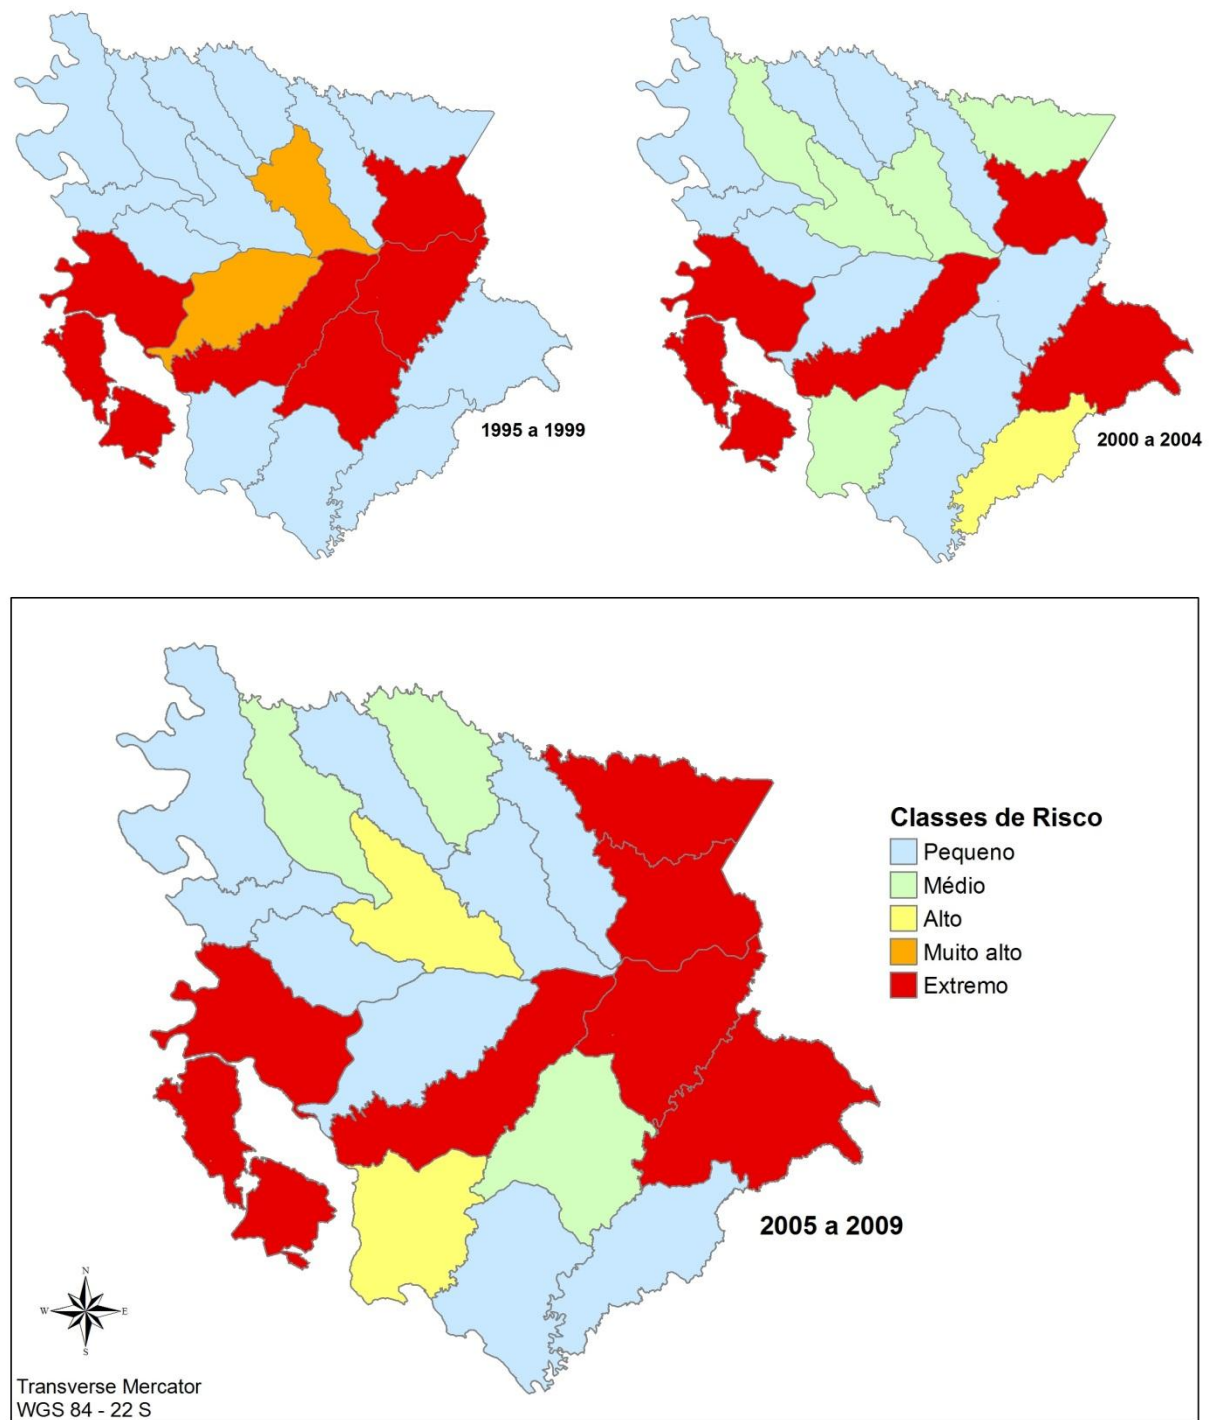 1995 a 1999
2000 a 2004
Classes de Risco
Pequeno
Médio
Alto
Muito alto
Extremo
2005 a 2009
N
W
E
S
Transverse Mercator
WGS 84 - 22 S